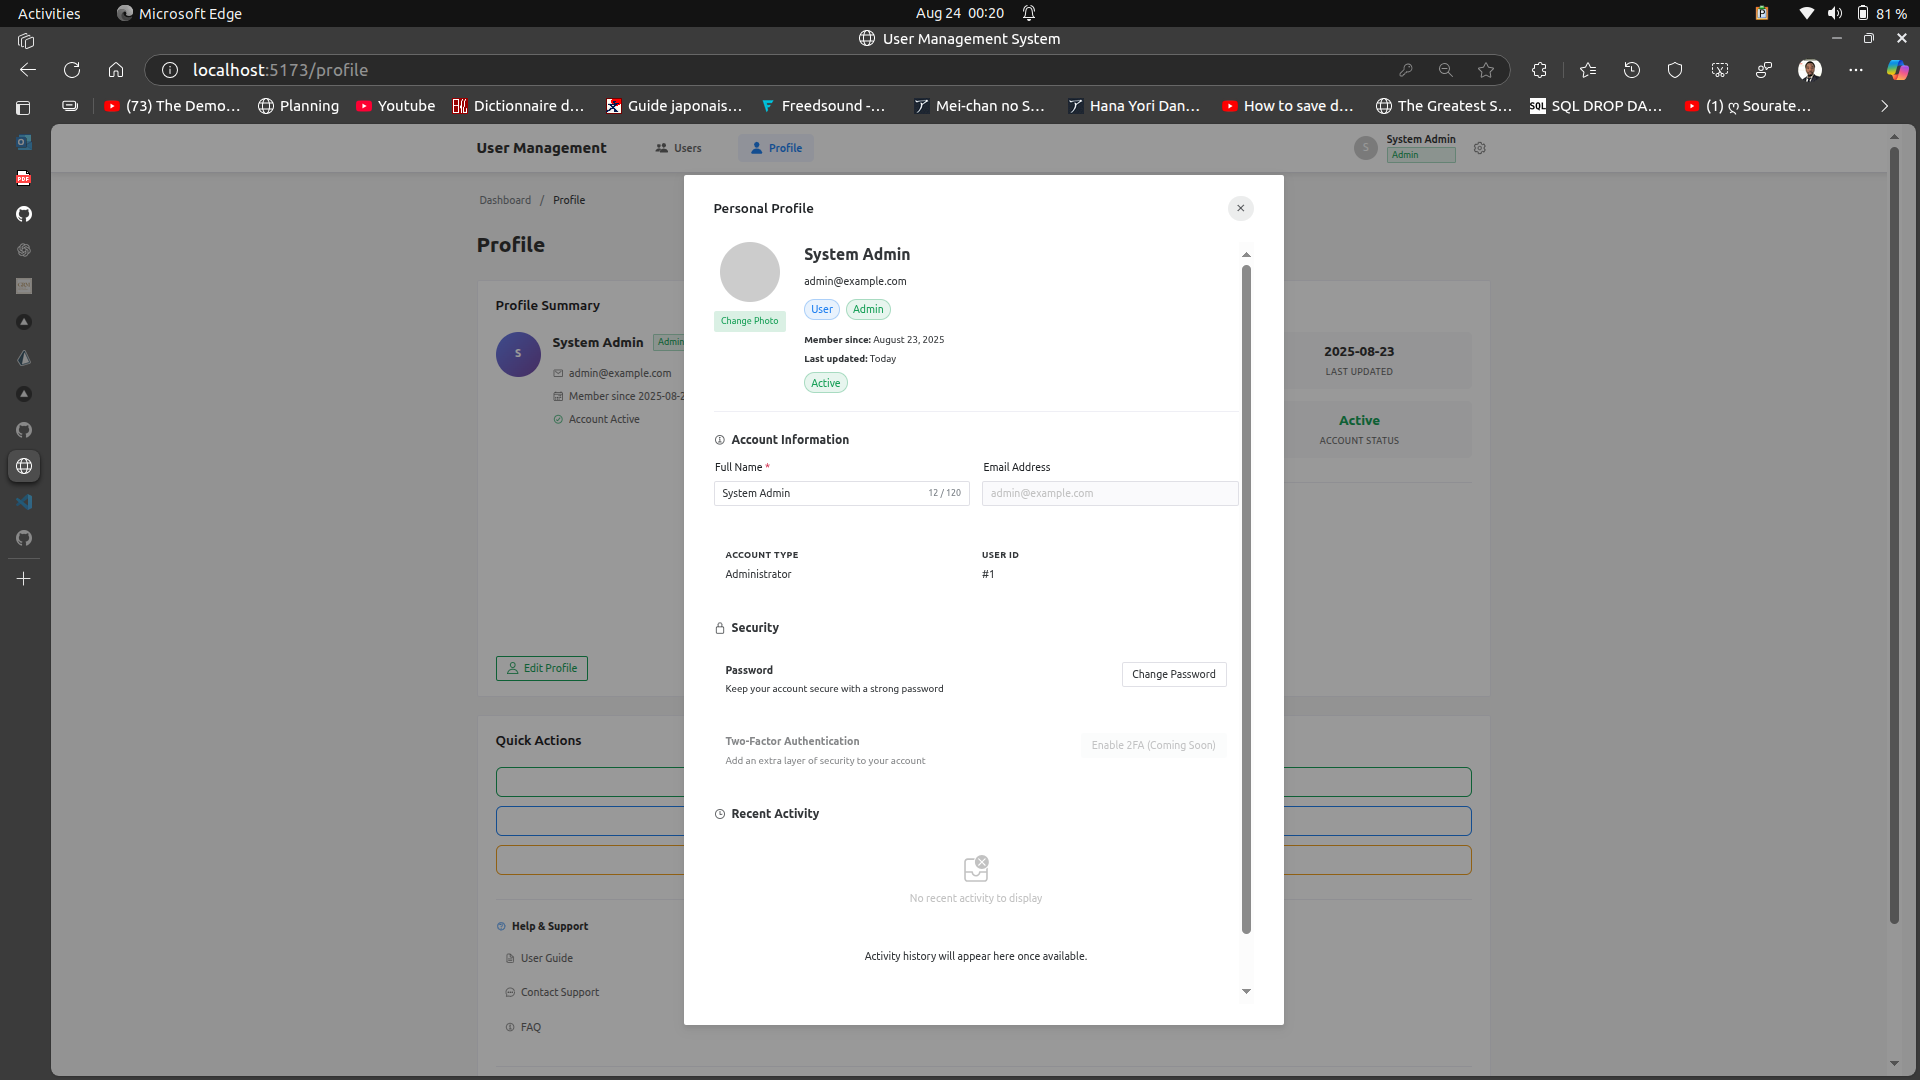 Activities
Microsoft Edge
Aug 24 00:20
81 %
User Management System
localhost:5173/profile
(73) The Demo...
Planning
Youtube
Dictionnaire d...
Guide japonais...
Freedsound -...
Mei-chan no S...
Hana Yori Dan...
How to save d...
The Greatest S...
SQL DROP DA...
(1) ღ Sourate...
User Management
Users
Profile
S
System Admin
Admin
Dashboard / Profile
Profile
Profile Summary
S
System Admin
Admin
admin@example.com
Member since 2025-08-2
Account Active
Edit Profile
2025-08-23
LAST UPDATED
Active
ACCOUNT STATUS
Quick Actions
Help & Support
User Guide
Contact Support
FAQ
Personal Profile
System Admin
admin@example.com
User
Admin
Change Photo
Member since: August 23, 2025
Last updated: Today
Active
Account Information
Full Name *
Email Address
System Admin
12 / 120
admin@example.com
ACCOUNT TYPE
USER ID
Administrator
#1
Security
Password
Keep your account secure with a strong password
Change Password
Two-Factor Authentication
Add an extra layer of security to your account
Enable 2FA (Coming Soon)
Recent Activity
No recent activity to display
Activity history will appear here once available.